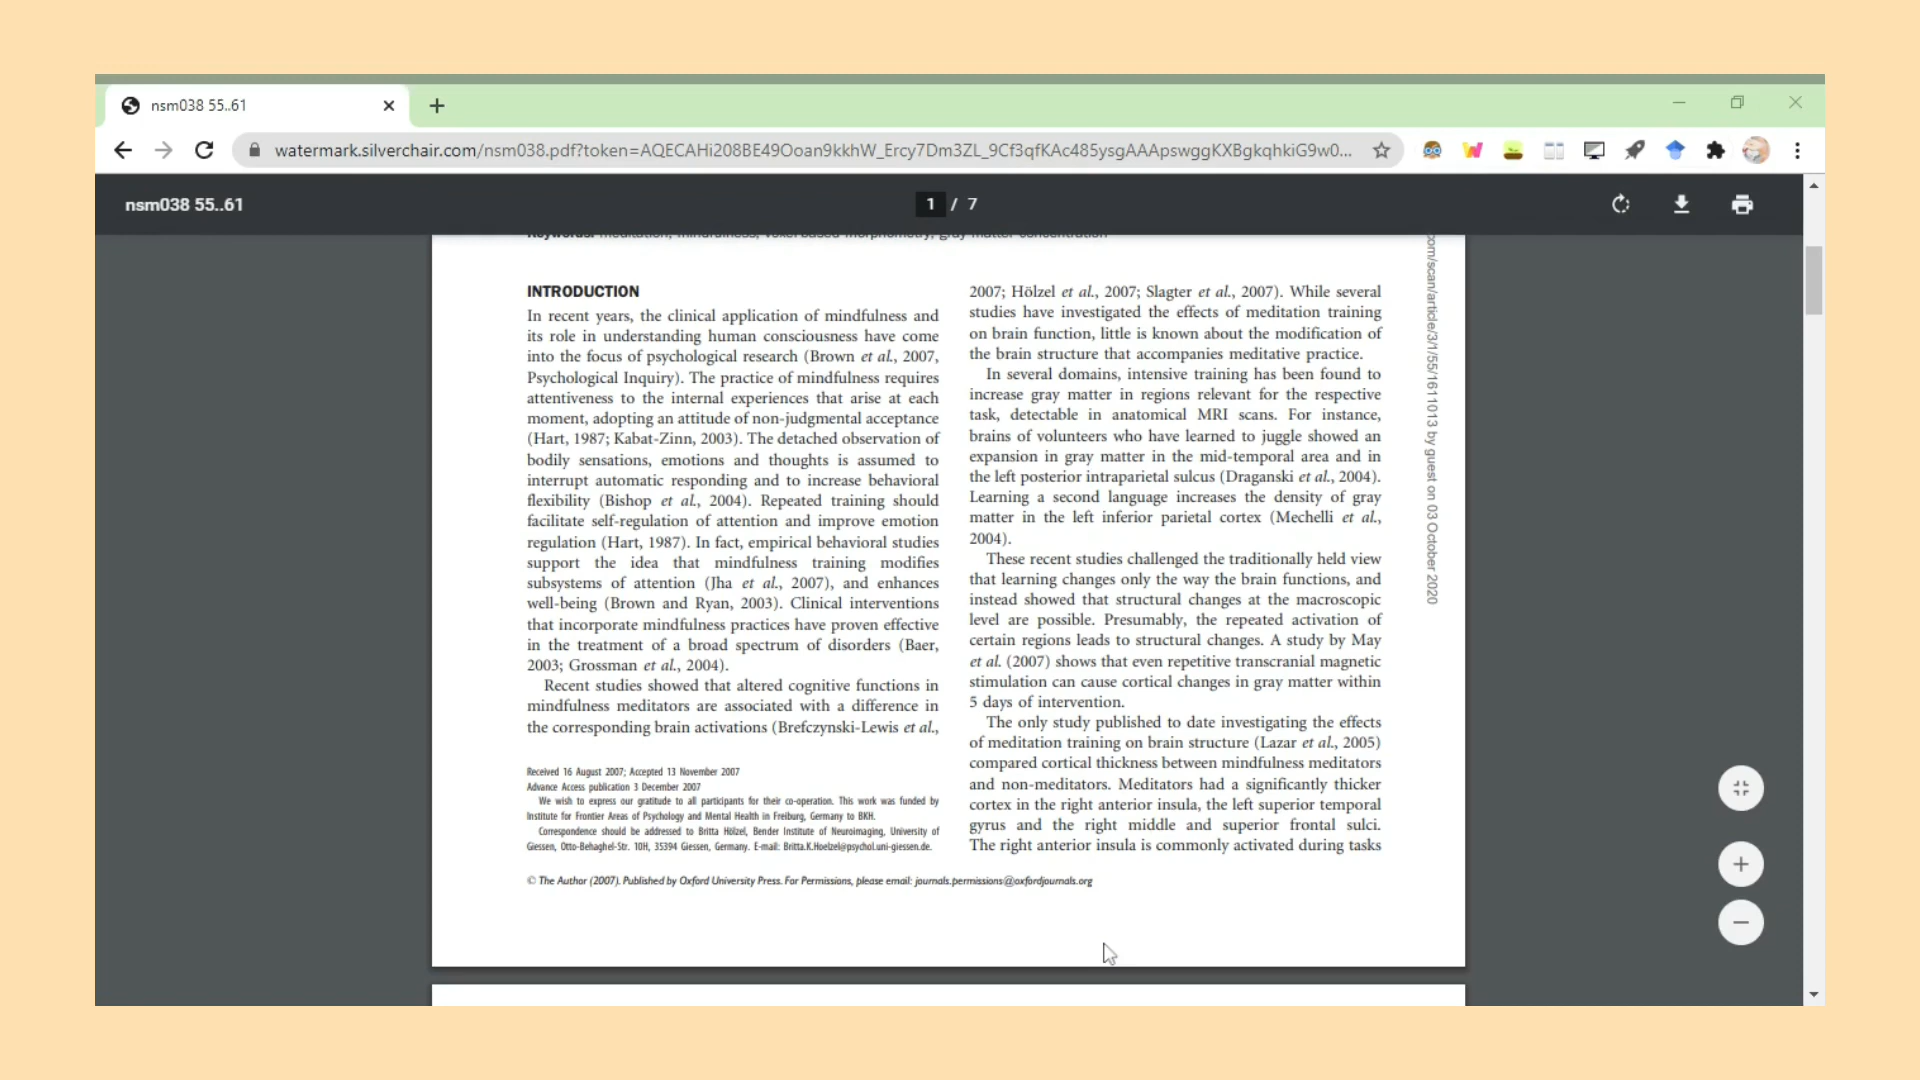 nsm038 55..61
watermark.silverchair.com/nsm038.pdf?token=AQECAHi208BE49Ooan9kkhW_Ercy7Dm3ZL_9Cf3qfKAc485ysgAAApswggKXBgkqhkiG9w0...
nsm038 55..61
1 / 7
Keywords: meditation; mindfulness; voxel-based morphometry; gray matter concentration
INTRODUCTION
In recent years, the clinical application of mindfulness and
its role in understanding human consciousness have come
into the focus of psychological research (Brown et al., 2007,
Psychological Inquiry). The practice of mindfulness requires
attentiveness to the internal experiences that arise at each
moment, adopting an attitude of non-judgmental acceptance
(Hart, 1987; Kabat-Zinn, 2003). The detached observation of
bodily sensations, emotions and thoughts is assumed to
interrupt automatic responding and to increase behavioral
flexibility (Bishop et al., 2004). Repeated training should
facilitate self-regulation of attention and improve emotion
regulation (Hart, 1987). In fact, empirical behavioral studies
support the idea that mindfulness training modifies
subsystems of attention (Jha et al., 2007), and enhances
well-being (Brown and Ryan, 2003). Clinical interventions
that incorporate mindfulness practices have proven effective
in the treatment of a broad spectrum of disorders (Baer,
2003; Grossman et al., 2004).
Recent studies showed that altered cognitive functions in
mindfulness meditators are associated with a difference in
the corresponding brain activations (Brefczynski-Lewis et al.,
Received 16 August 2007; Accepted 13 November 2007
Advance Access publication 3 December 2007
We wish to express our gratitude to all participants for their co-operation. This work was funded by
Institute for Frontier Areas of Psychology and Mental Health in Freiburg, Germany to BKH.
Correspondence should be addressed to Britta Hölzel, Bender Institute of Neuroimaging, University of
Giessen, Otto-Behaghel-Str. 10H, 35394 Giessen, Germany. E-mail: Britta.K.Hoelzel@psychol.uni-giessen.de.
2007; Hölzel et al., 2007; Slagter et al., 2007). While several
studies have investigated the effects of meditation training
on brain function, little is known about the modification of
the brain structure that accompanies meditative practice.
In several domains, intensive training has been found to
increase gray matter in regions relevant for the respective
task, detectable in anatomical MRI scans. For instance,
brains of volunteers who have learned to juggle showed an
expansion in gray matter in the mid-temporal area and in
the left posterior intraparietal sulcus (Draganski et al., 2004).
Learning a second language increases the density of gray
matter in the left inferior parietal cortex (Mechelli et al.,
2004).
These recent studies challenged the traditionally held view
that learning changes only the way the brain functions, and
instead showed that structural changes at the macroscopic
level are possible. Presumably, the repeated activation of
certain regions leads to structural changes. A study by May
et al. (2007) shows that even repetitive transcranial magnetic
stimulation can cause cortical changes in gray matter within
5 days of intervention.
The only study published to date investigating the effects
of meditation training on brain structure (Lazar et al., 2005)
compared cortical thickness between mindfulness meditators
and non-meditators. Meditators had a significantly thicker
cortex in the right anterior insula, the left superior temporal
gyrus and the right middle and superior frontal sulci.
The right anterior insula is commonly activated during tasks
© The Author (2007). Published by Oxford University Press. For Permissions, please email: journals.permissions@oxfordjournals.org
com/scan/article/3/1/55/1611013 by guest on 03 October 2020